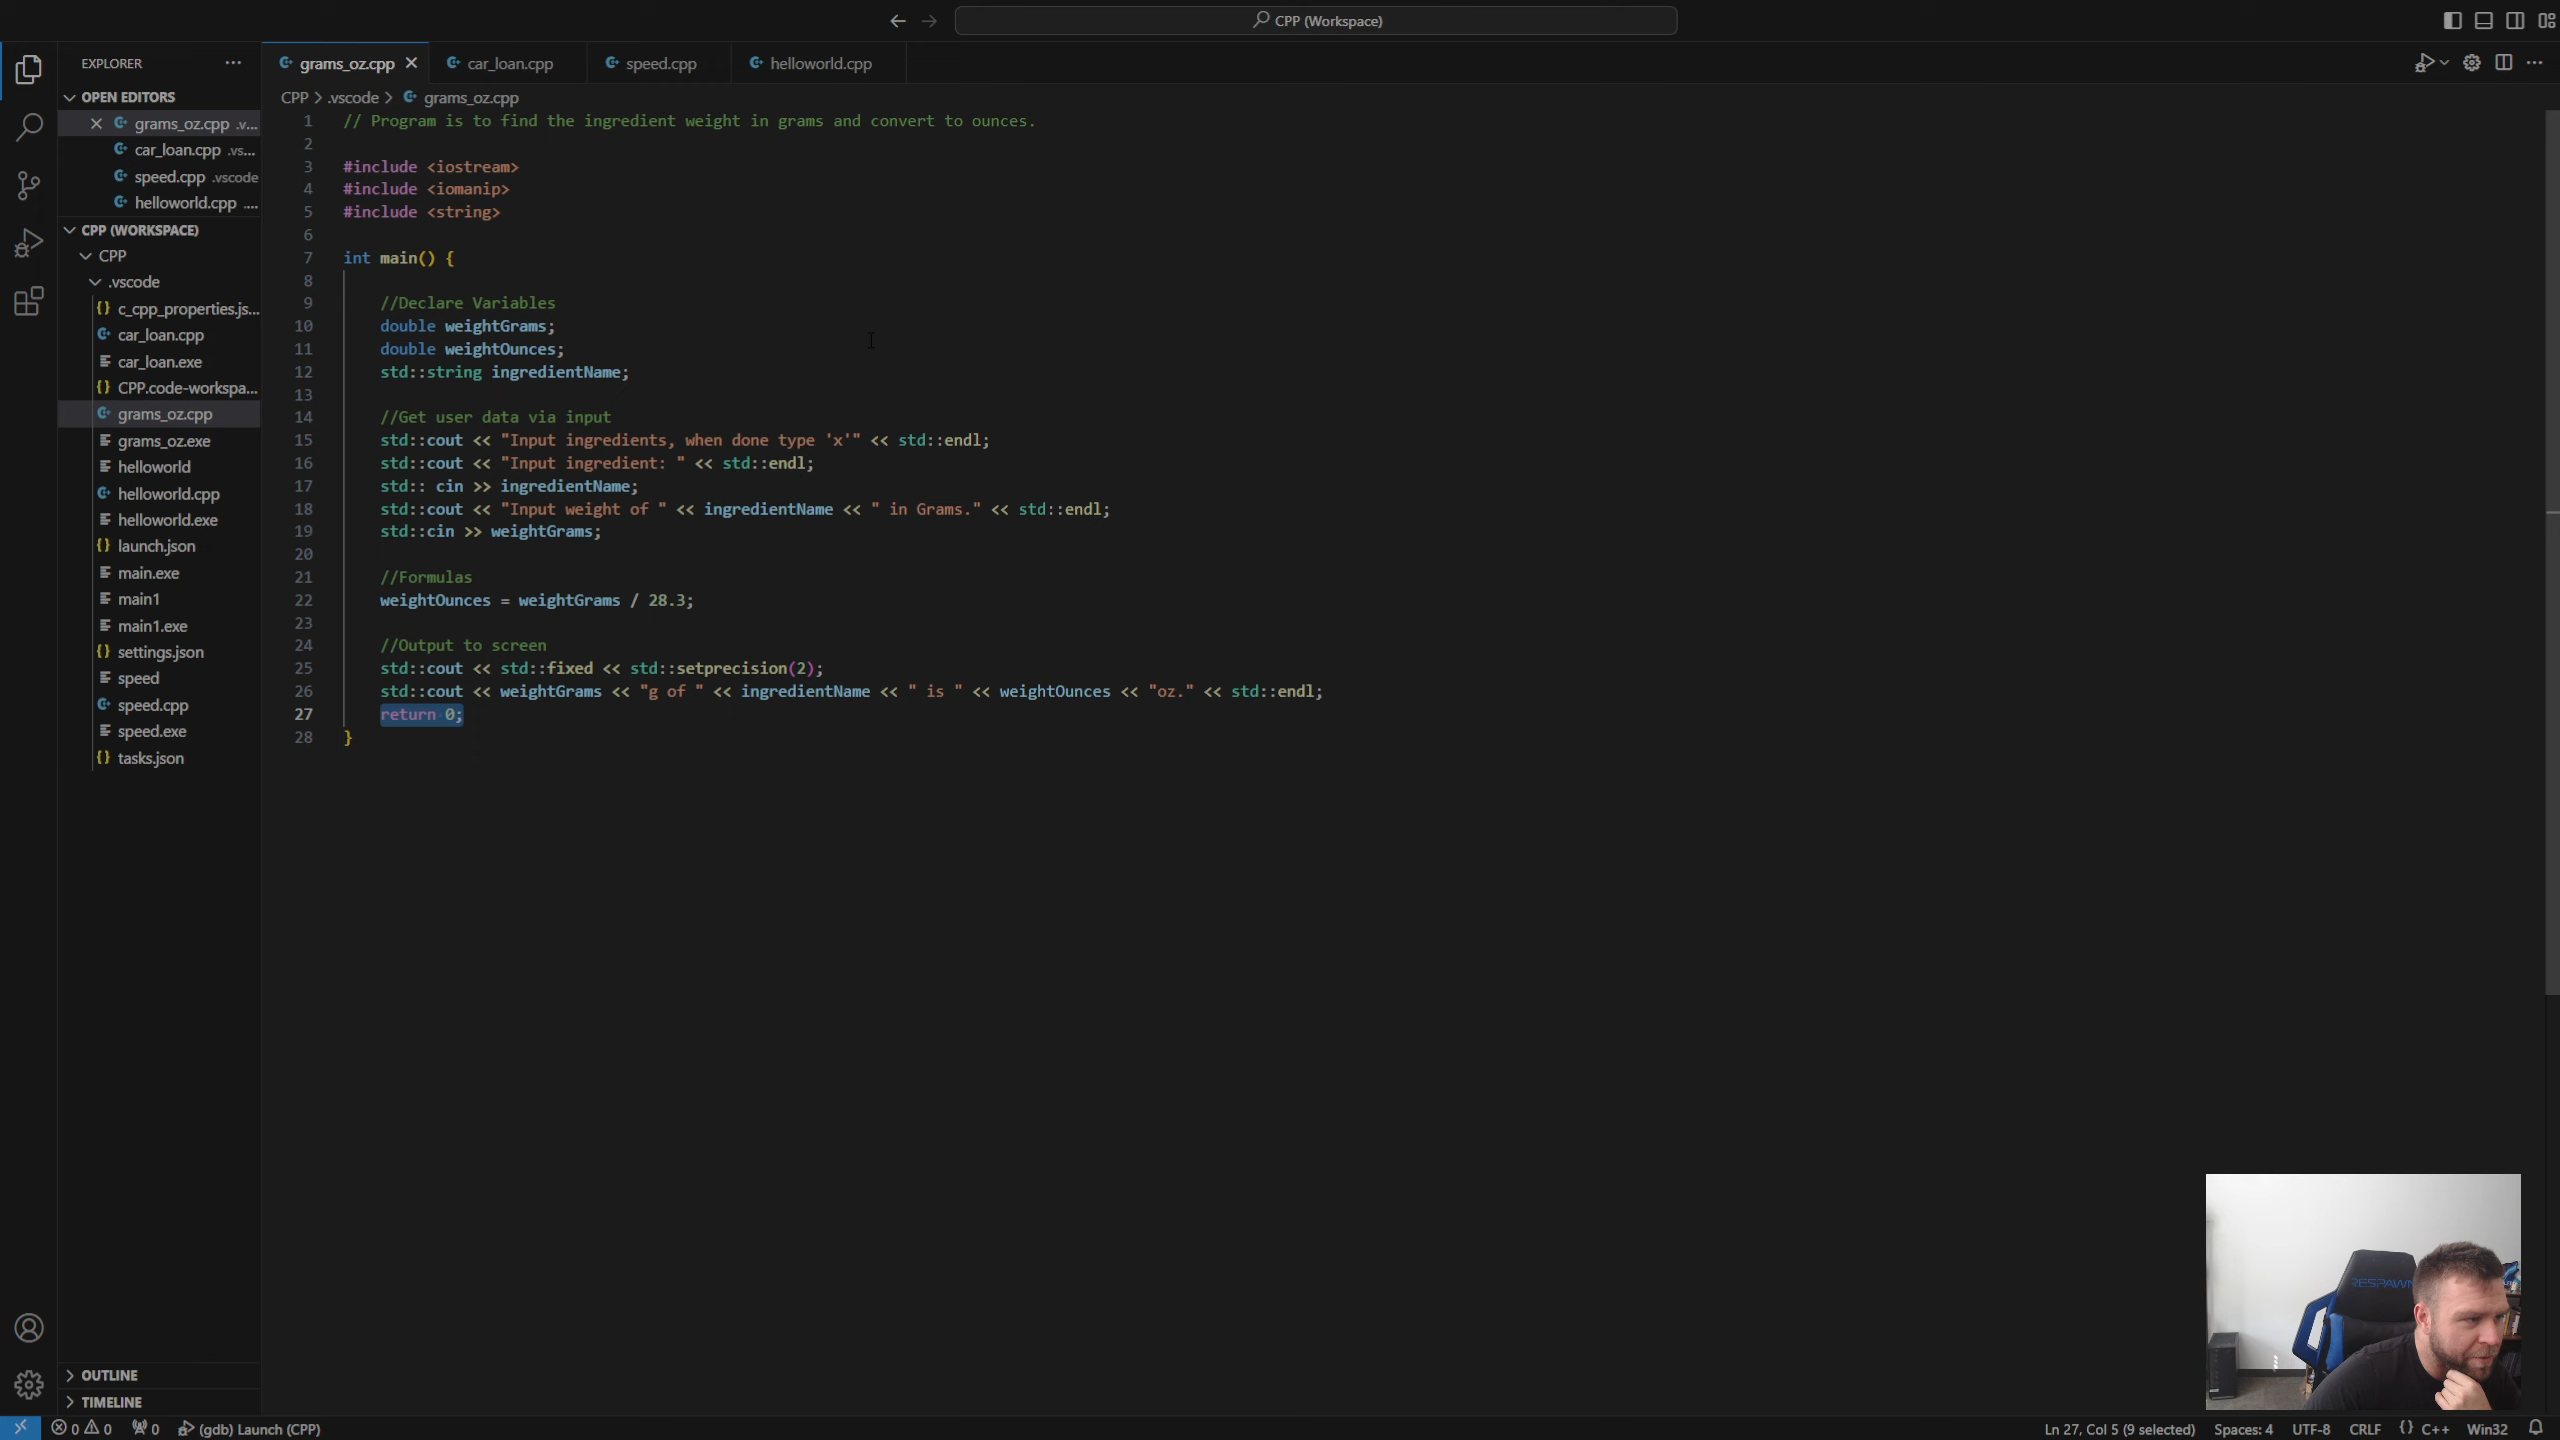 CPP (Workspace)
EXPLORER
grams_oz.cpp
car_loan.cpp
speed.cpp
helloworld.cpp
OPEN EDITORS
grams_oz.cpp .v...
car_loan.cpp .vs...
speed.cpp .vscode
helloworld.cpp ....
CPP (WORKSPACE)
CPP
.vscode
c_cpp_properties.js...
car_loan.cpp
car_loan.exe
CPP.code-workspa...
grams_oz.cpp
grams_oz.exe
helloworld
helloworld.cpp
helloworld.exe
launch.json
main.exe
main1
main1.exe
settings.json
speed
speed.cpp
speed.exe
tasks.json
OUTLINE
TIMELINE
CPP > .vscode > grams_oz.cpp
1 // Program is to find the ingredient weight in grams and convert to ounces.
2
3 #include <iostream>
4 #include <iomanip>
5 #include <string>
6
7 int main() {
8
9 //Declare Variables
10 double weightGrams;
11 double weightOunces;
12 std::string ingredientName;
13
14 //Get user data via input
15 std::cout << "Input ingredients, when done type 'x'" << std::endl;
16 std::cout << "Input ingredient: " << std::endl;
17 std:: cin >> ingredientName;
18 std::cout << "Input weight of " << ingredientName << " in Grams." << std::endl;
19 std::cin >> weightGrams;
20
21 //Formulas
22 weightOunces = weightGrams / 28.3;
23
24 //Output to screen
25 std::cout << std::fixed << std::setprecision(2);
26 std::cout << weightGrams << "g of " << ingredientName << " is " << weightOunces << "oz." << std::endl;
27 return 0;
28 }
RESPAWN
0 0 0 (gdb) Launch (CPP)
Ln 27, Col 5 (9 selected) Spaces: 4 UTF-8 CRLF {} C++ Win32